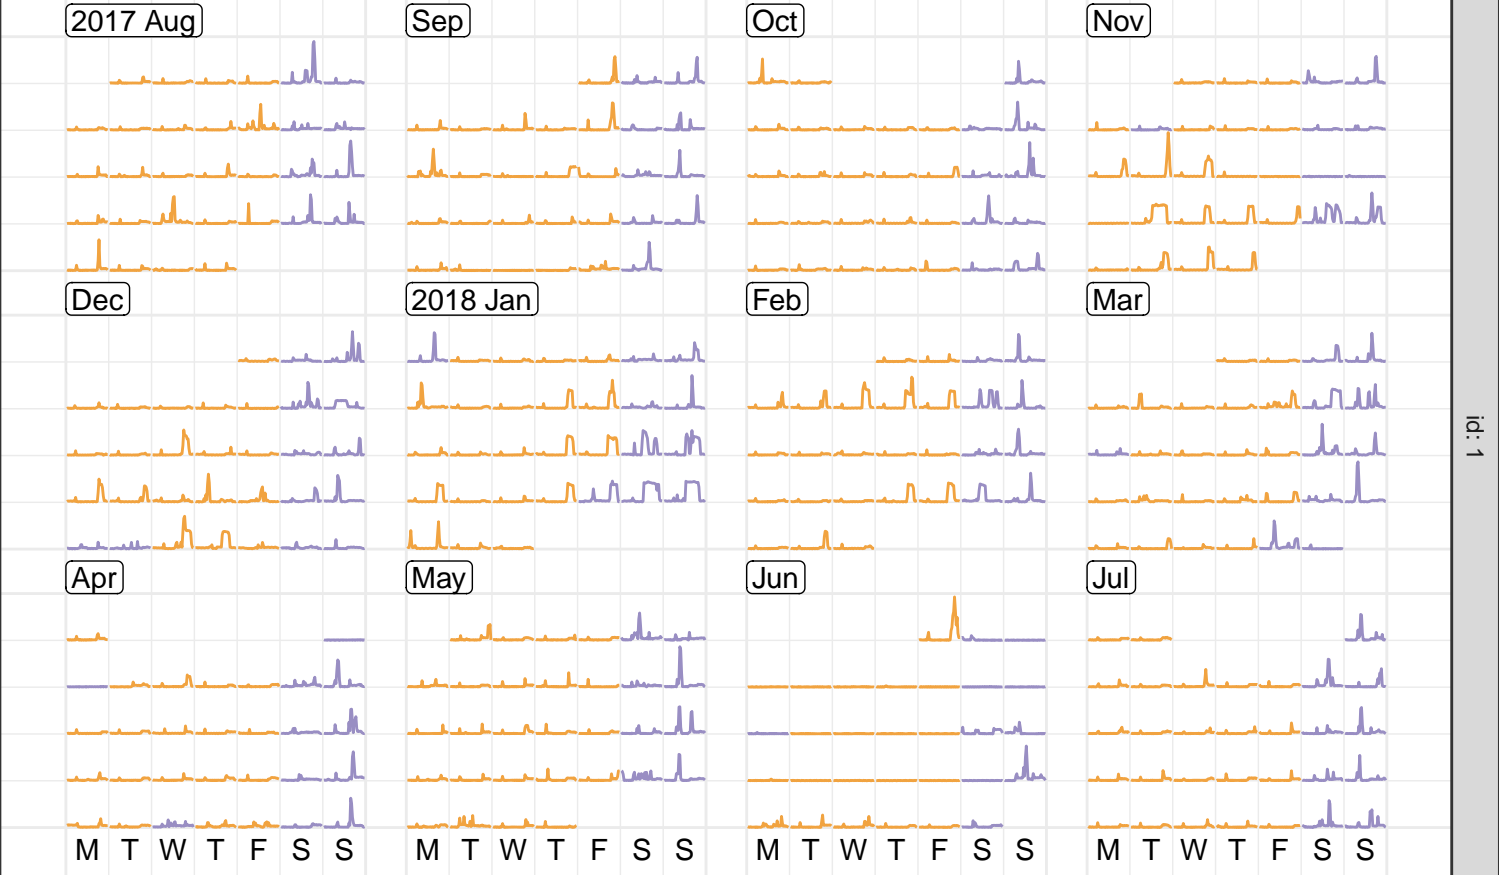 2017 Aug Sep Oct Nov
Dec 2018 Jan Feb Mar
Apr May Jun Jul
M T W T F S S M T W T F S S M T W T F S S M T W T F S S
id: 1